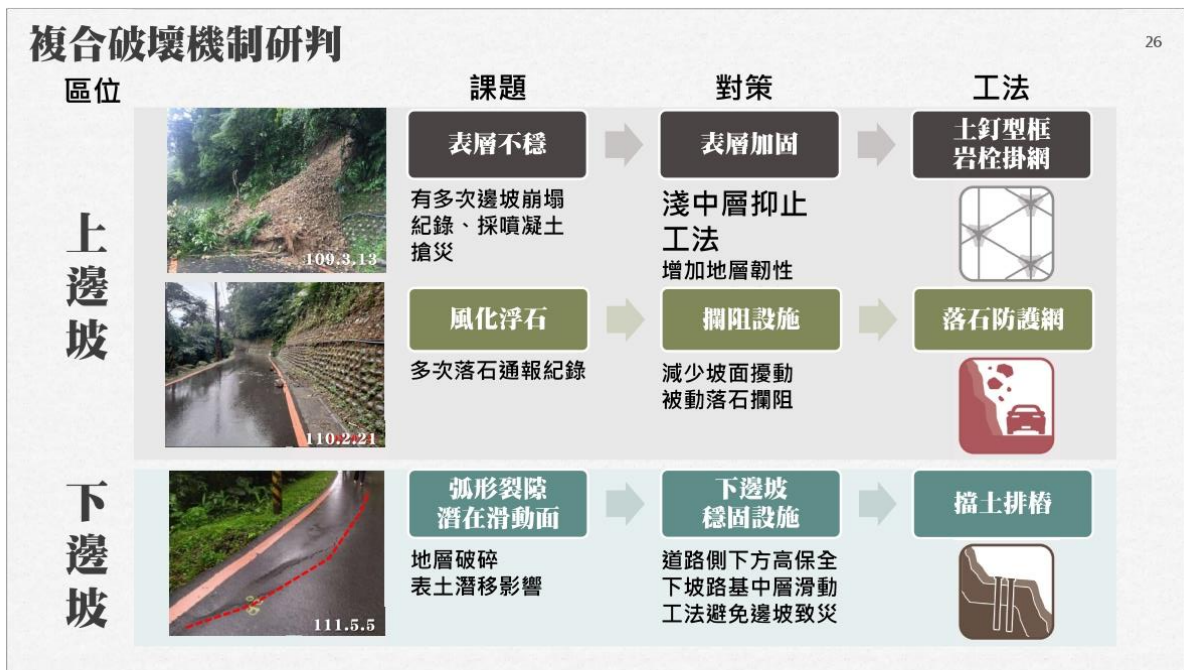 複合破壞機制研判
26
區位
課題
對策
工法
上邊坡
109.3.13
表層不穩
有多次邊坡崩塌
紀錄、採噴凝土
搶災
表層加固
淺中層抑止
工法
增加地層韌性
土釘型框
岩栓掛網
110.2.21
風化浮石
多次落石通報紀錄
攔阻設施
減少坡面擾動
被動落石攔阻
落石防護網
下邊坡
111.5.5
弧形裂隙
潛在滑動面
地層破碎
表土潛移影響
下邊坡
穩固設施
道路側下方高保全
下坡路基中層滑動
工法避免邊坡致災
擋土排樁